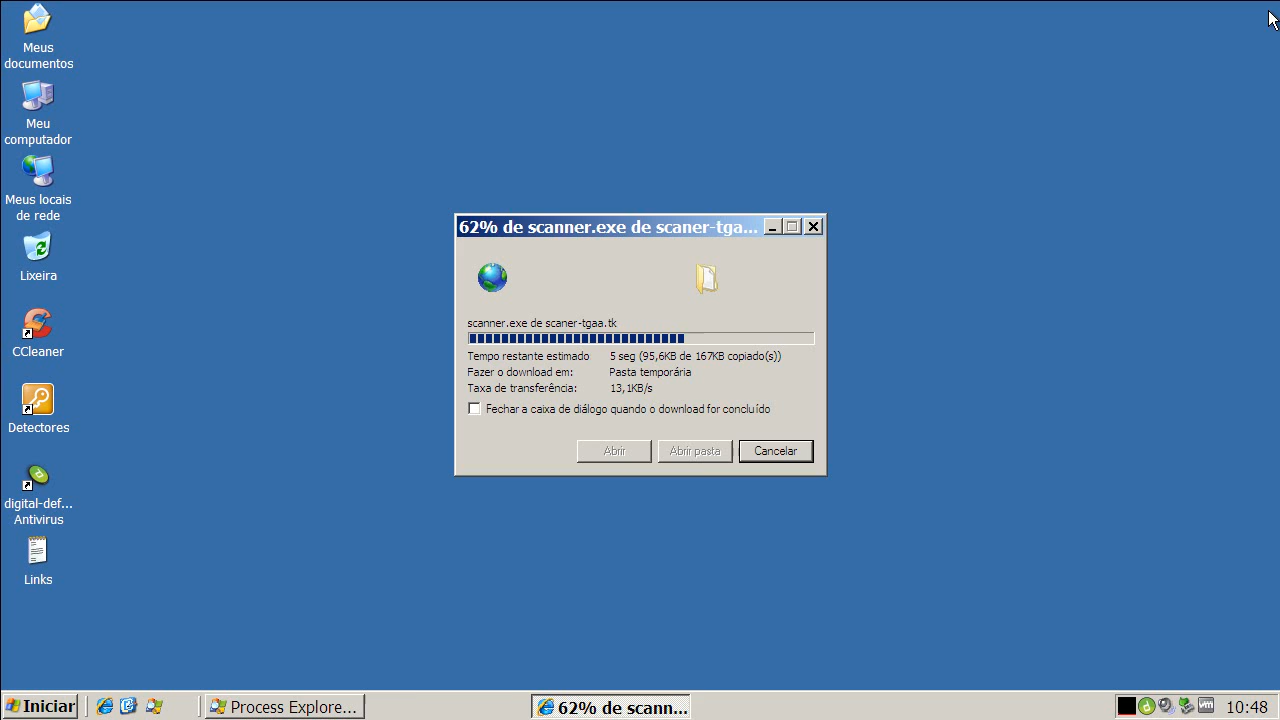 Meus
documentos
Meu
computador
Meus locais
de rede
Lixeira
CCleaner
Detectores
digital-def...
Antivirus
Links
62% de scanner.exe de scaner-tga...
scanner.exe de scaner-tgaa.tk
Tempo restante estimado 5 seg (95,6KB de 167KB copiado(s))
Fazer o download em: Pasta temporária
Taxa de transferência: 13,1KB/s
Fechar a caixa de diálogo quando o download for concluído
Abrir Abrir pasta Cancelar
Iniciar Process Explore... 62% de scann... vm 10:48